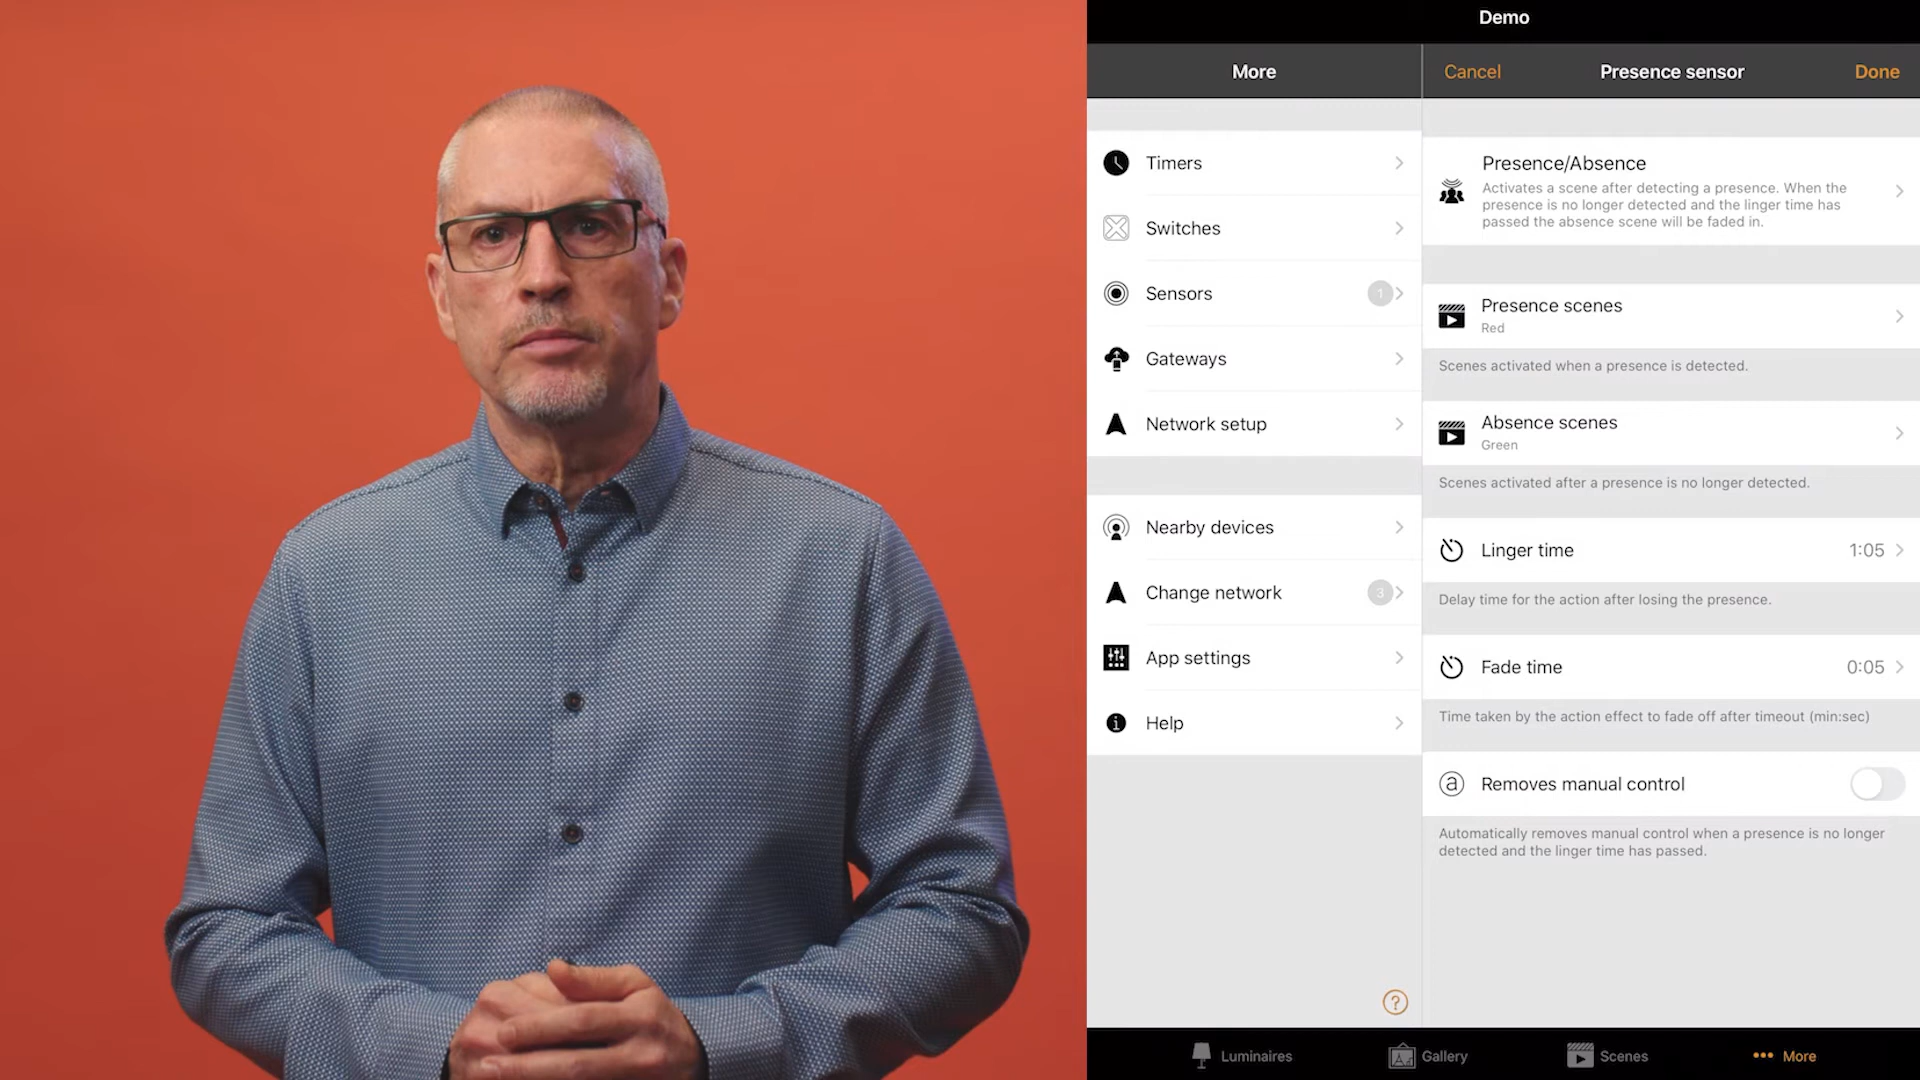 Demo
More
Cancel
Presence sensor
Done
Timers
Switches
Sensors
1
Gateways
Network setup
Nearby devices
Change network
3
App settings
Help
Presence/Absence
Activates a scene after detecting a presence. When the
presence is no longer detected and the linger time has
passed the absence scene will be faded in.
Presence scenes
Red
Scenes activated when a presence is detected.
Absence scenes
Green
Scenes activated after a presence is no longer detected.
Linger time
1:05
Delay time for the action after losing the presence.
Fade time
0:05
Time taken by the action effect to fade off after timeout (min:sec)
a
Removes manual control
Automatically removes manual control when a presence is no longer
detected and the linger time has passed.
?
Luminaires
Gallery
Scenes
More